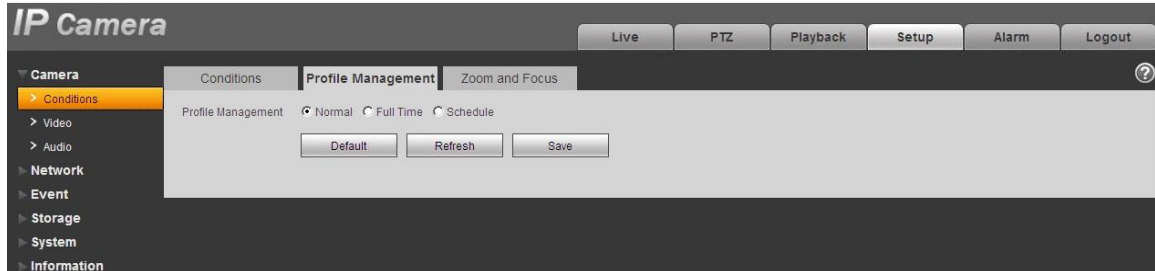 IP Camera
Live
PTZ
Playback
Setup
Alarm
Logout
Camera
Conditions
Video
Audio
Network
Event
Storage
System
Information
Conditions
Profile Management
Zoom and Focus
?
Profile Management
Normal
Full Time
Schedule
Default
Refresh
Save